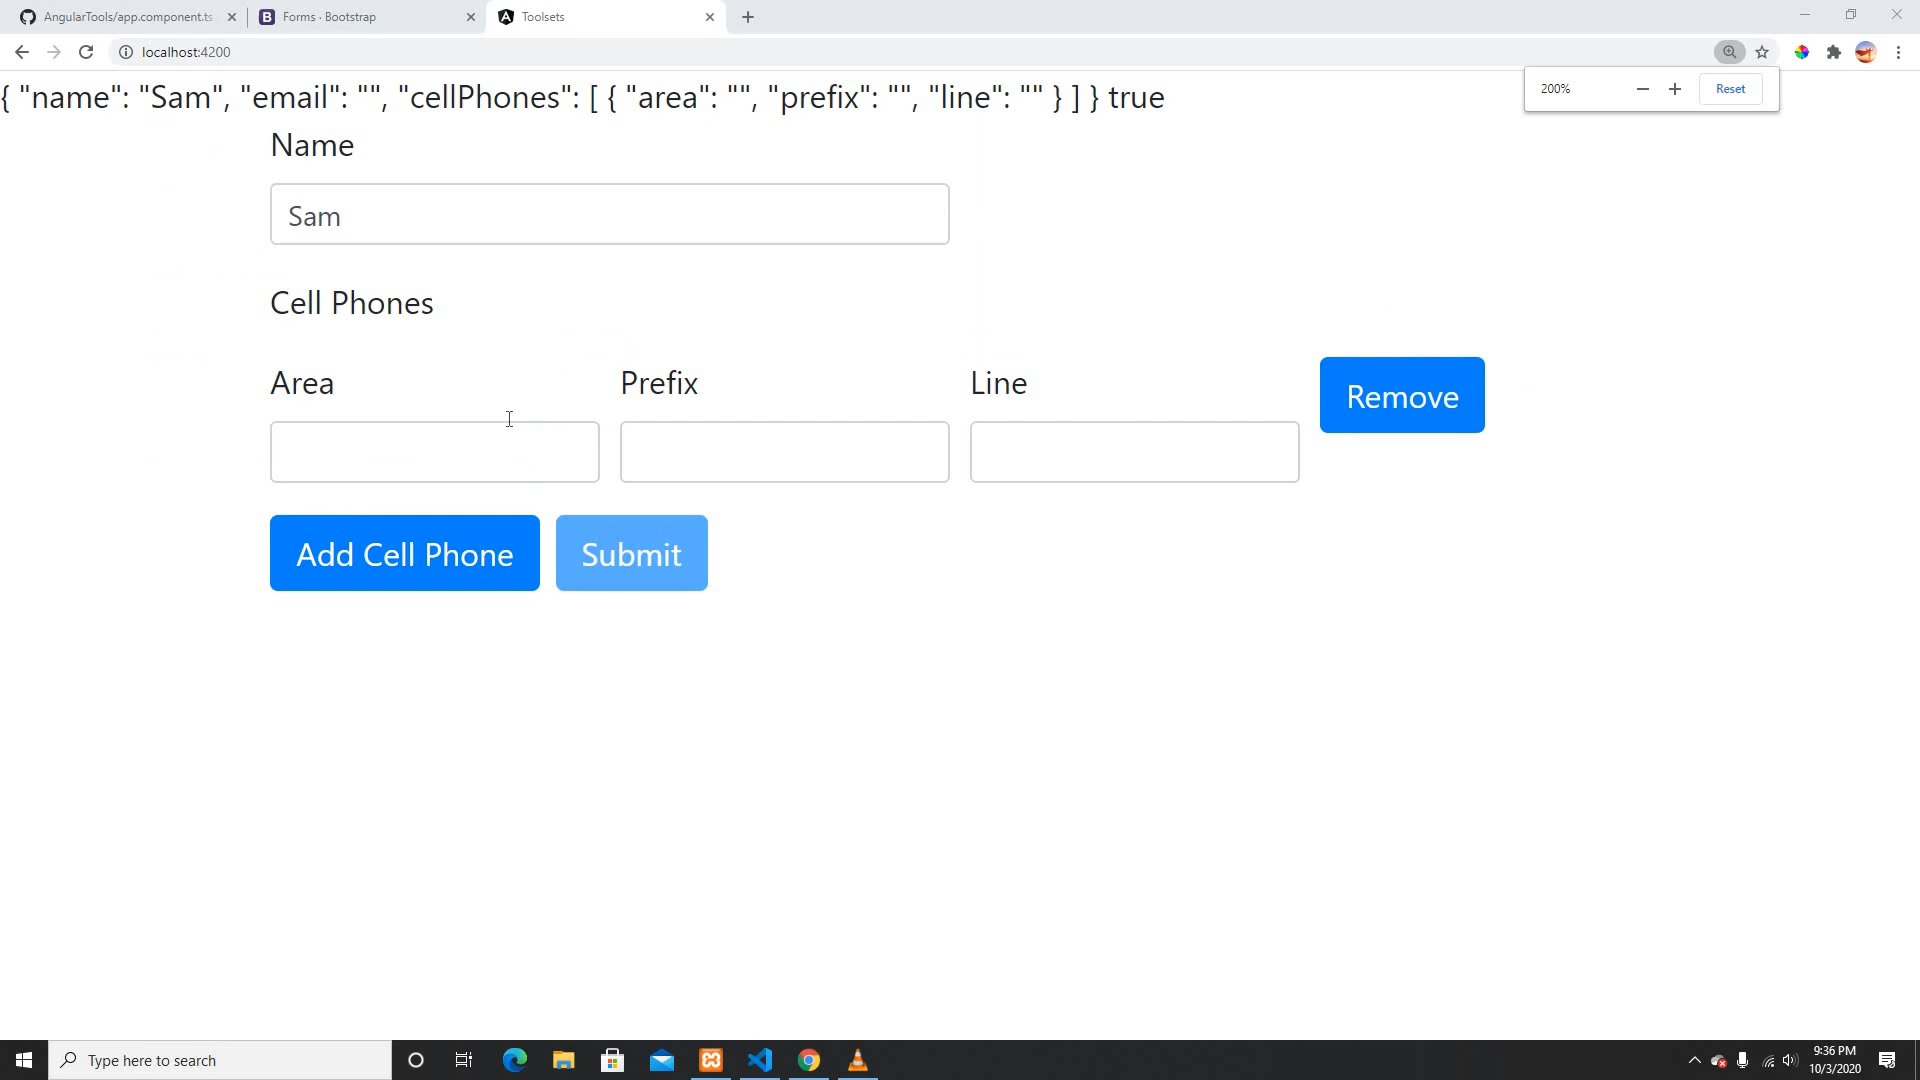 AngularTools/app.component.ts
Forms · Bootstrap
Toolsets
localhost:4200
200%
Reset
{ "name": "Sam", "email": "", "cellPhones": [ { "area": "", "prefix": "", "line": "" } ] } true
Name
Sam
Cell Phones
Area Prefix Line Remove
Add Cell Phone Submit
Type here to search
9:36 PM
10/3/2020